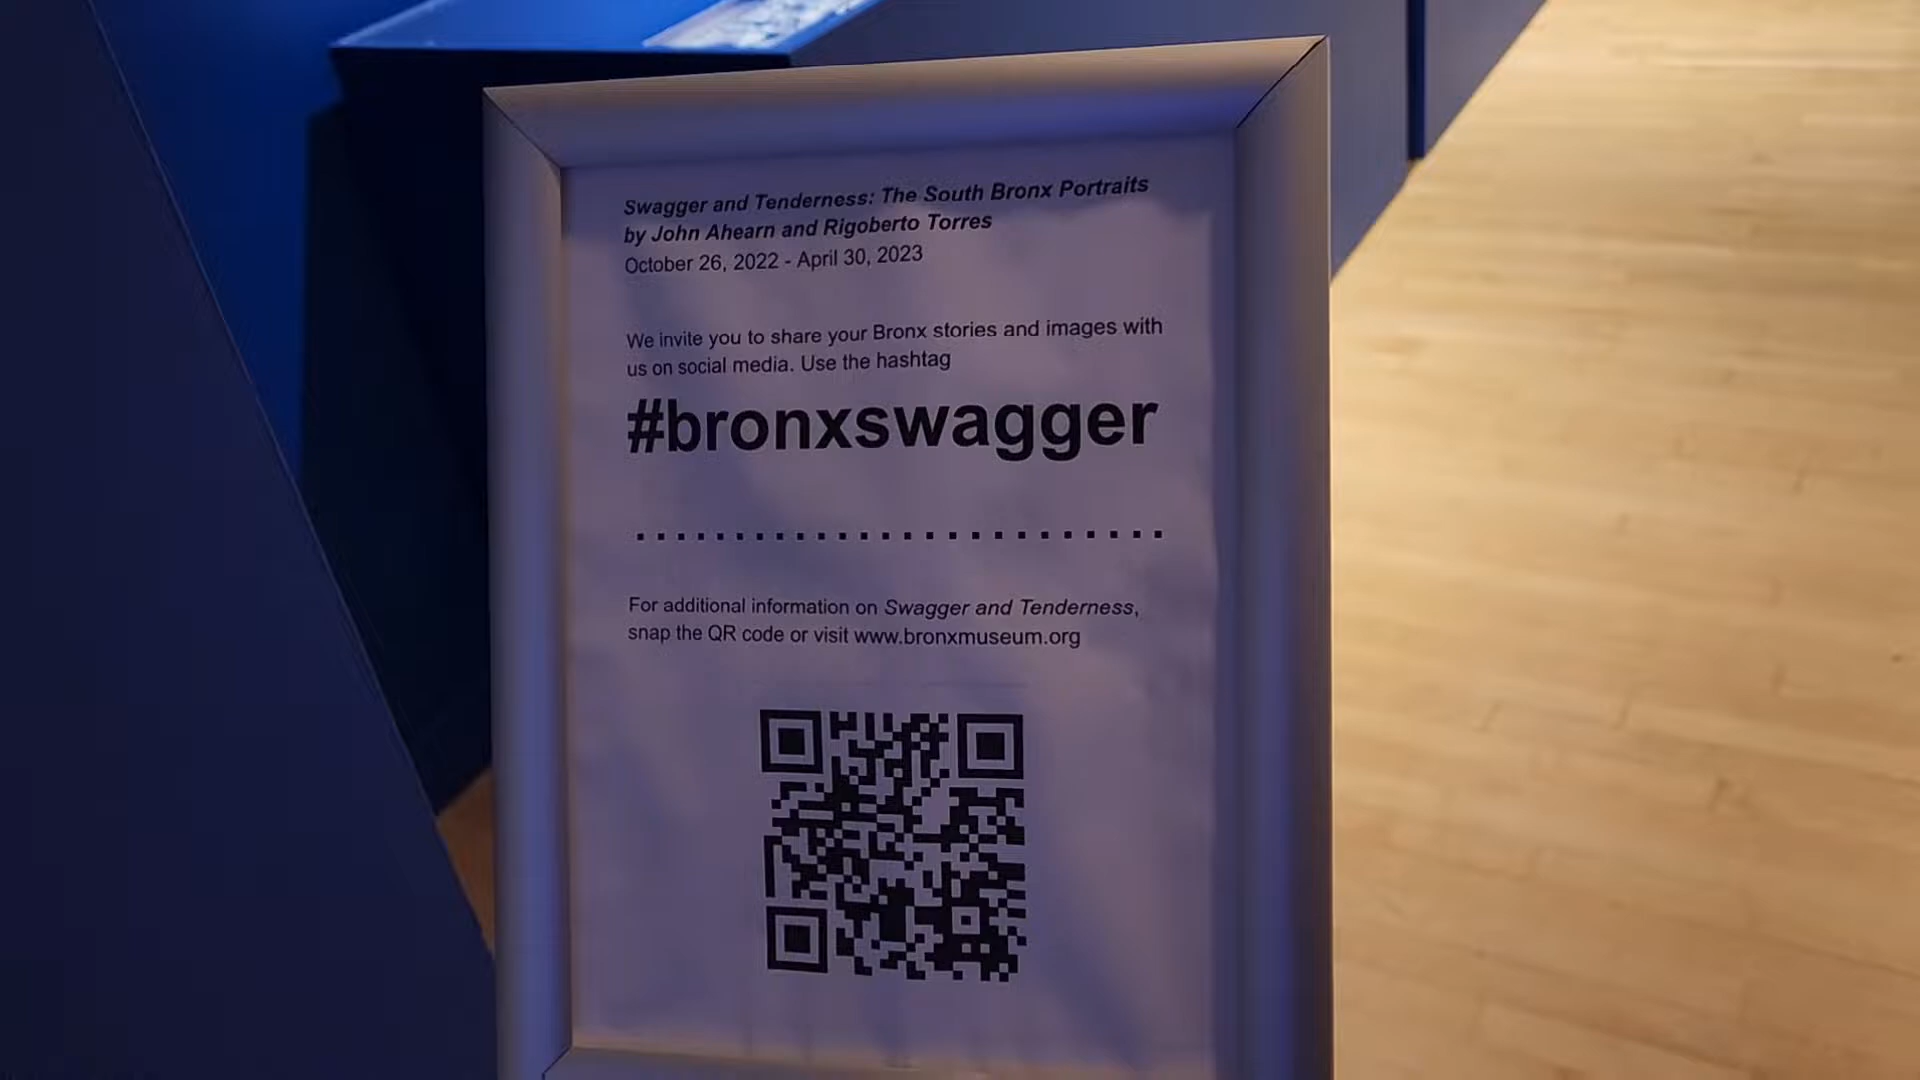 Swagger and Tenderness: The South Bronx Portraits
by John Ahearn and Rigoberto Torres
October 26, 2022 - April 30, 2023
We invite you to share your Bronx stories and images with
us on social media. Use the hashtag
#bronxswagger
For additional information on Swagger and Tenderness,
snap the QR code or visit www.bronxmuseum.org